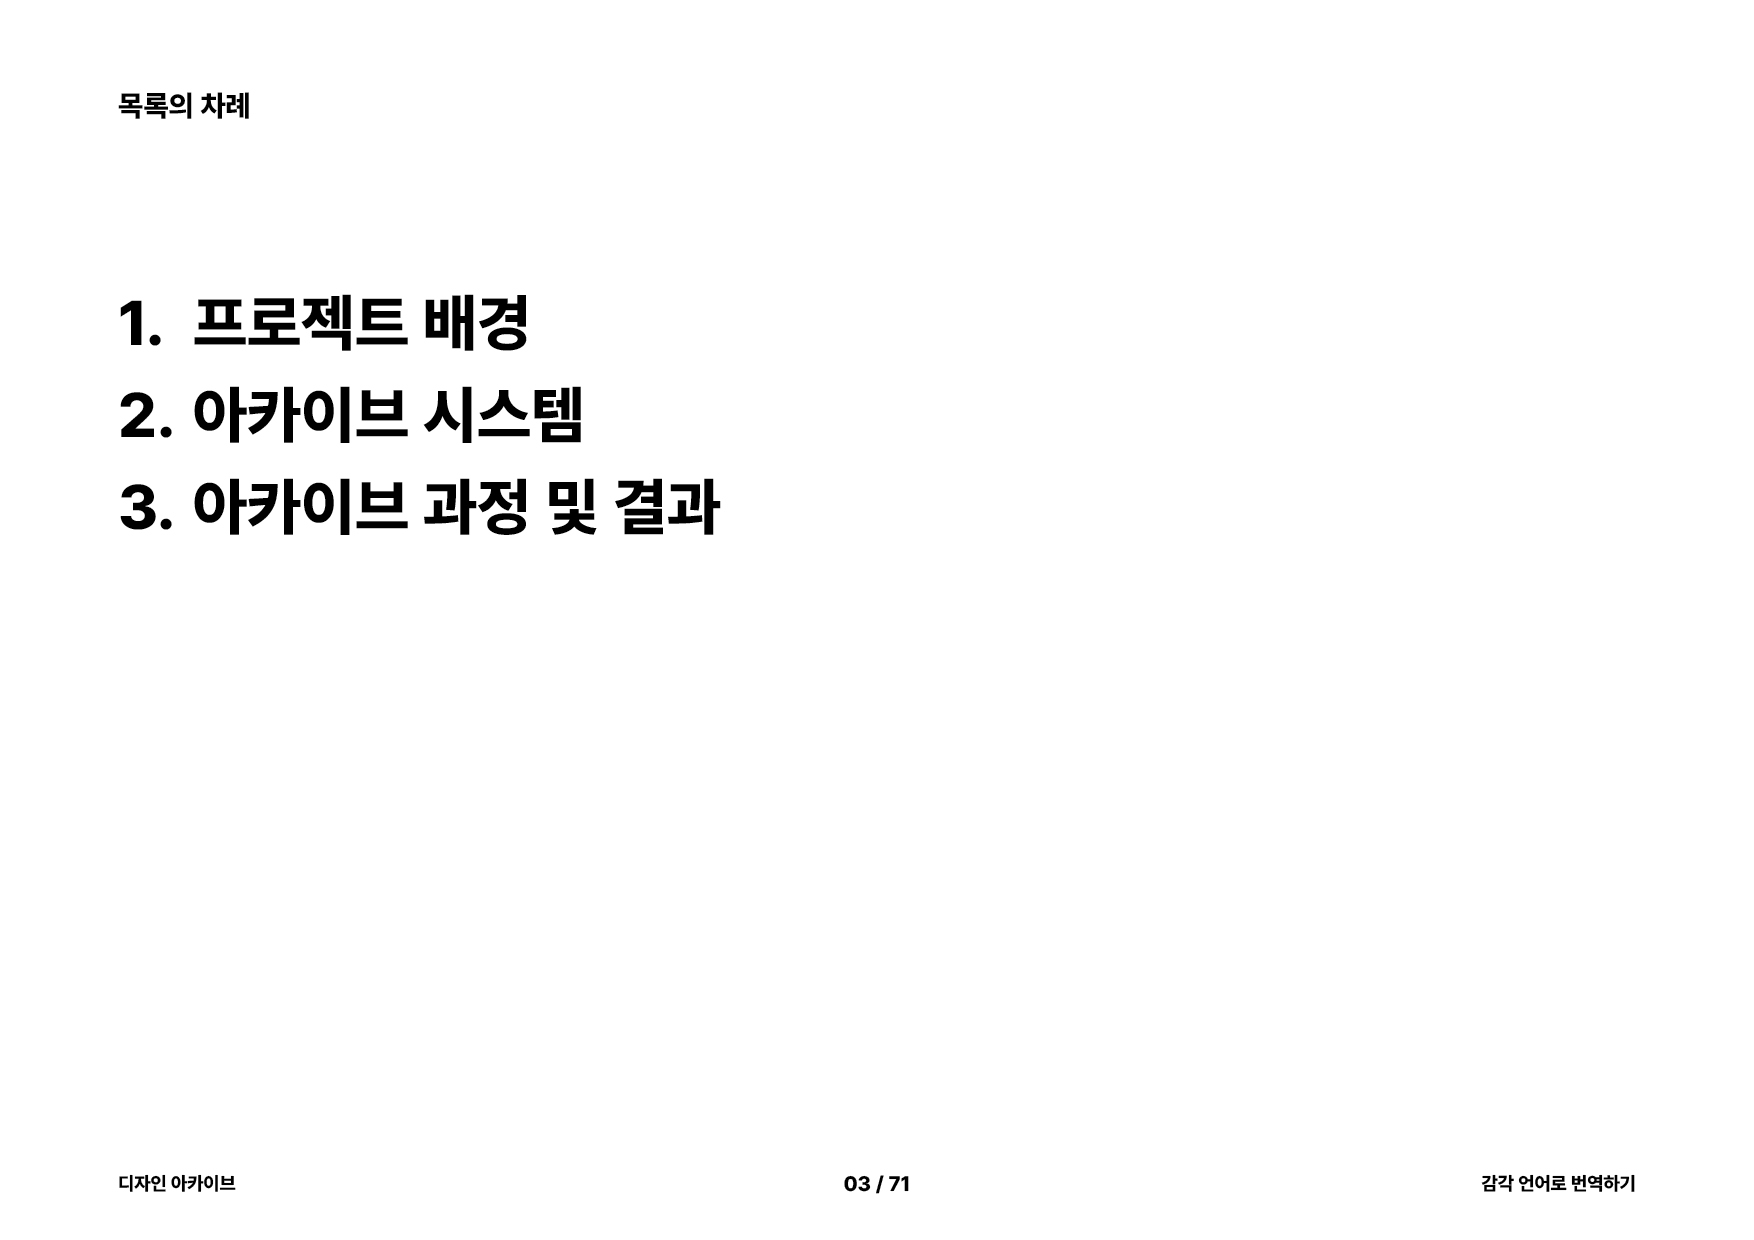 목록의 차례
1. 프로젝트 배경
2. 아카이브 시스템
3. 아카이브 과정 및 결과
디자인 아카이브
03 / 71
감각 언어로 번역하기